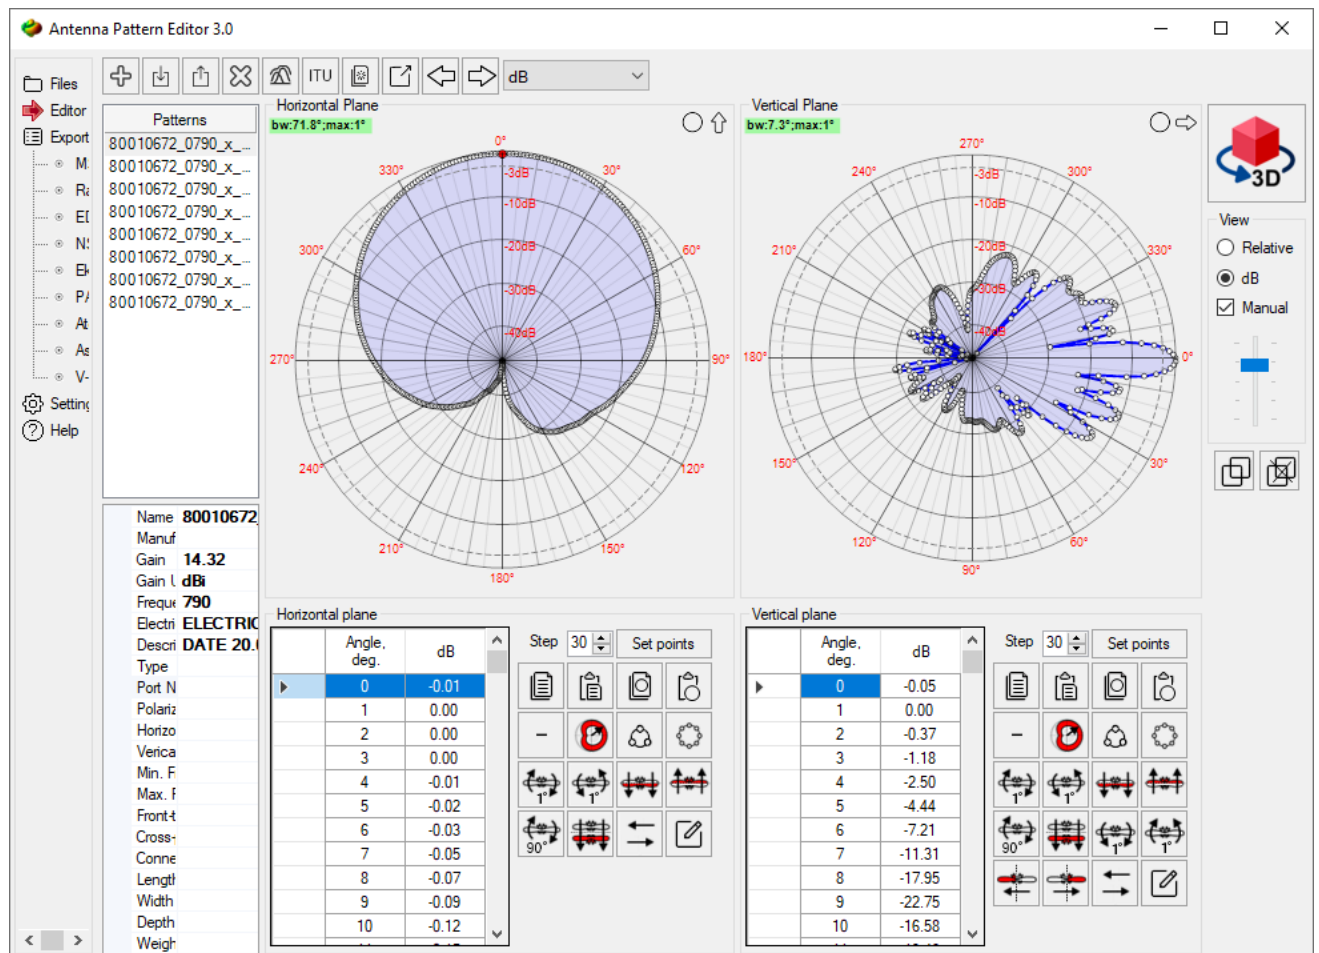 Antenna Pattern Editor 3.0
Files
Editor
Export
M
Ra
N
Ek
P
At
As
V-
Setting
Help
ITU
dB
Patterns
80010672_0790_x_...
80010672_0790_x_...
80010672_0790_x_...
80010672_0790_x_...
80010672_0790_x_...
80010672_0790_x_...
80010672_0790_x_...
80010672_0790_x_...
Name 80010672_
Manuf
Gain 14.32
Gain U dBi
Freque 790
Electri ELECTRIC
Descri DATE 20.0
Type
Port N
Polariz
Horizo
Verica
Min. F
Max. F
Front-t
Cross-
Conne
Length
Width
Depth
Weigh
Horizontal Plane
bw:71.8°;max:1°
0°
30°
60°
90°
120°
150°
180°
210°
240°
270°
300°
330°
-3dB
-10dB
-20dB
-30dB
-40dB
Vertical Plane
bw:7.3°;max:1°
270°
300°
330°
0°
30°
60°
90°
120°
150°
180°
210°
240°
-3dB
-10dB
-20dB
-30dB
-40dB
3D
View
Relative
dB
Manual
Horizontal plane
Angle, deg. dB
0 -0.01
1 0.00
2 0.00
3 0.00
4 -0.01
5 -0.02
6 -0.03
7 -0.05
8 -0.07
9 -0.09
10 -0.12
Step 30 Set points
1° 1°
90°
Vertical plane
Angle, deg. dB
0 -0.05
1 0.00
2 -0.37
3 -1.18
4 -2.50
5 -4.44
6 -7.21
7 -11.31
8 -17.95
9 -22.75
10 -16.58
Step 30 Set points
1° 1°
90° 1° 1°